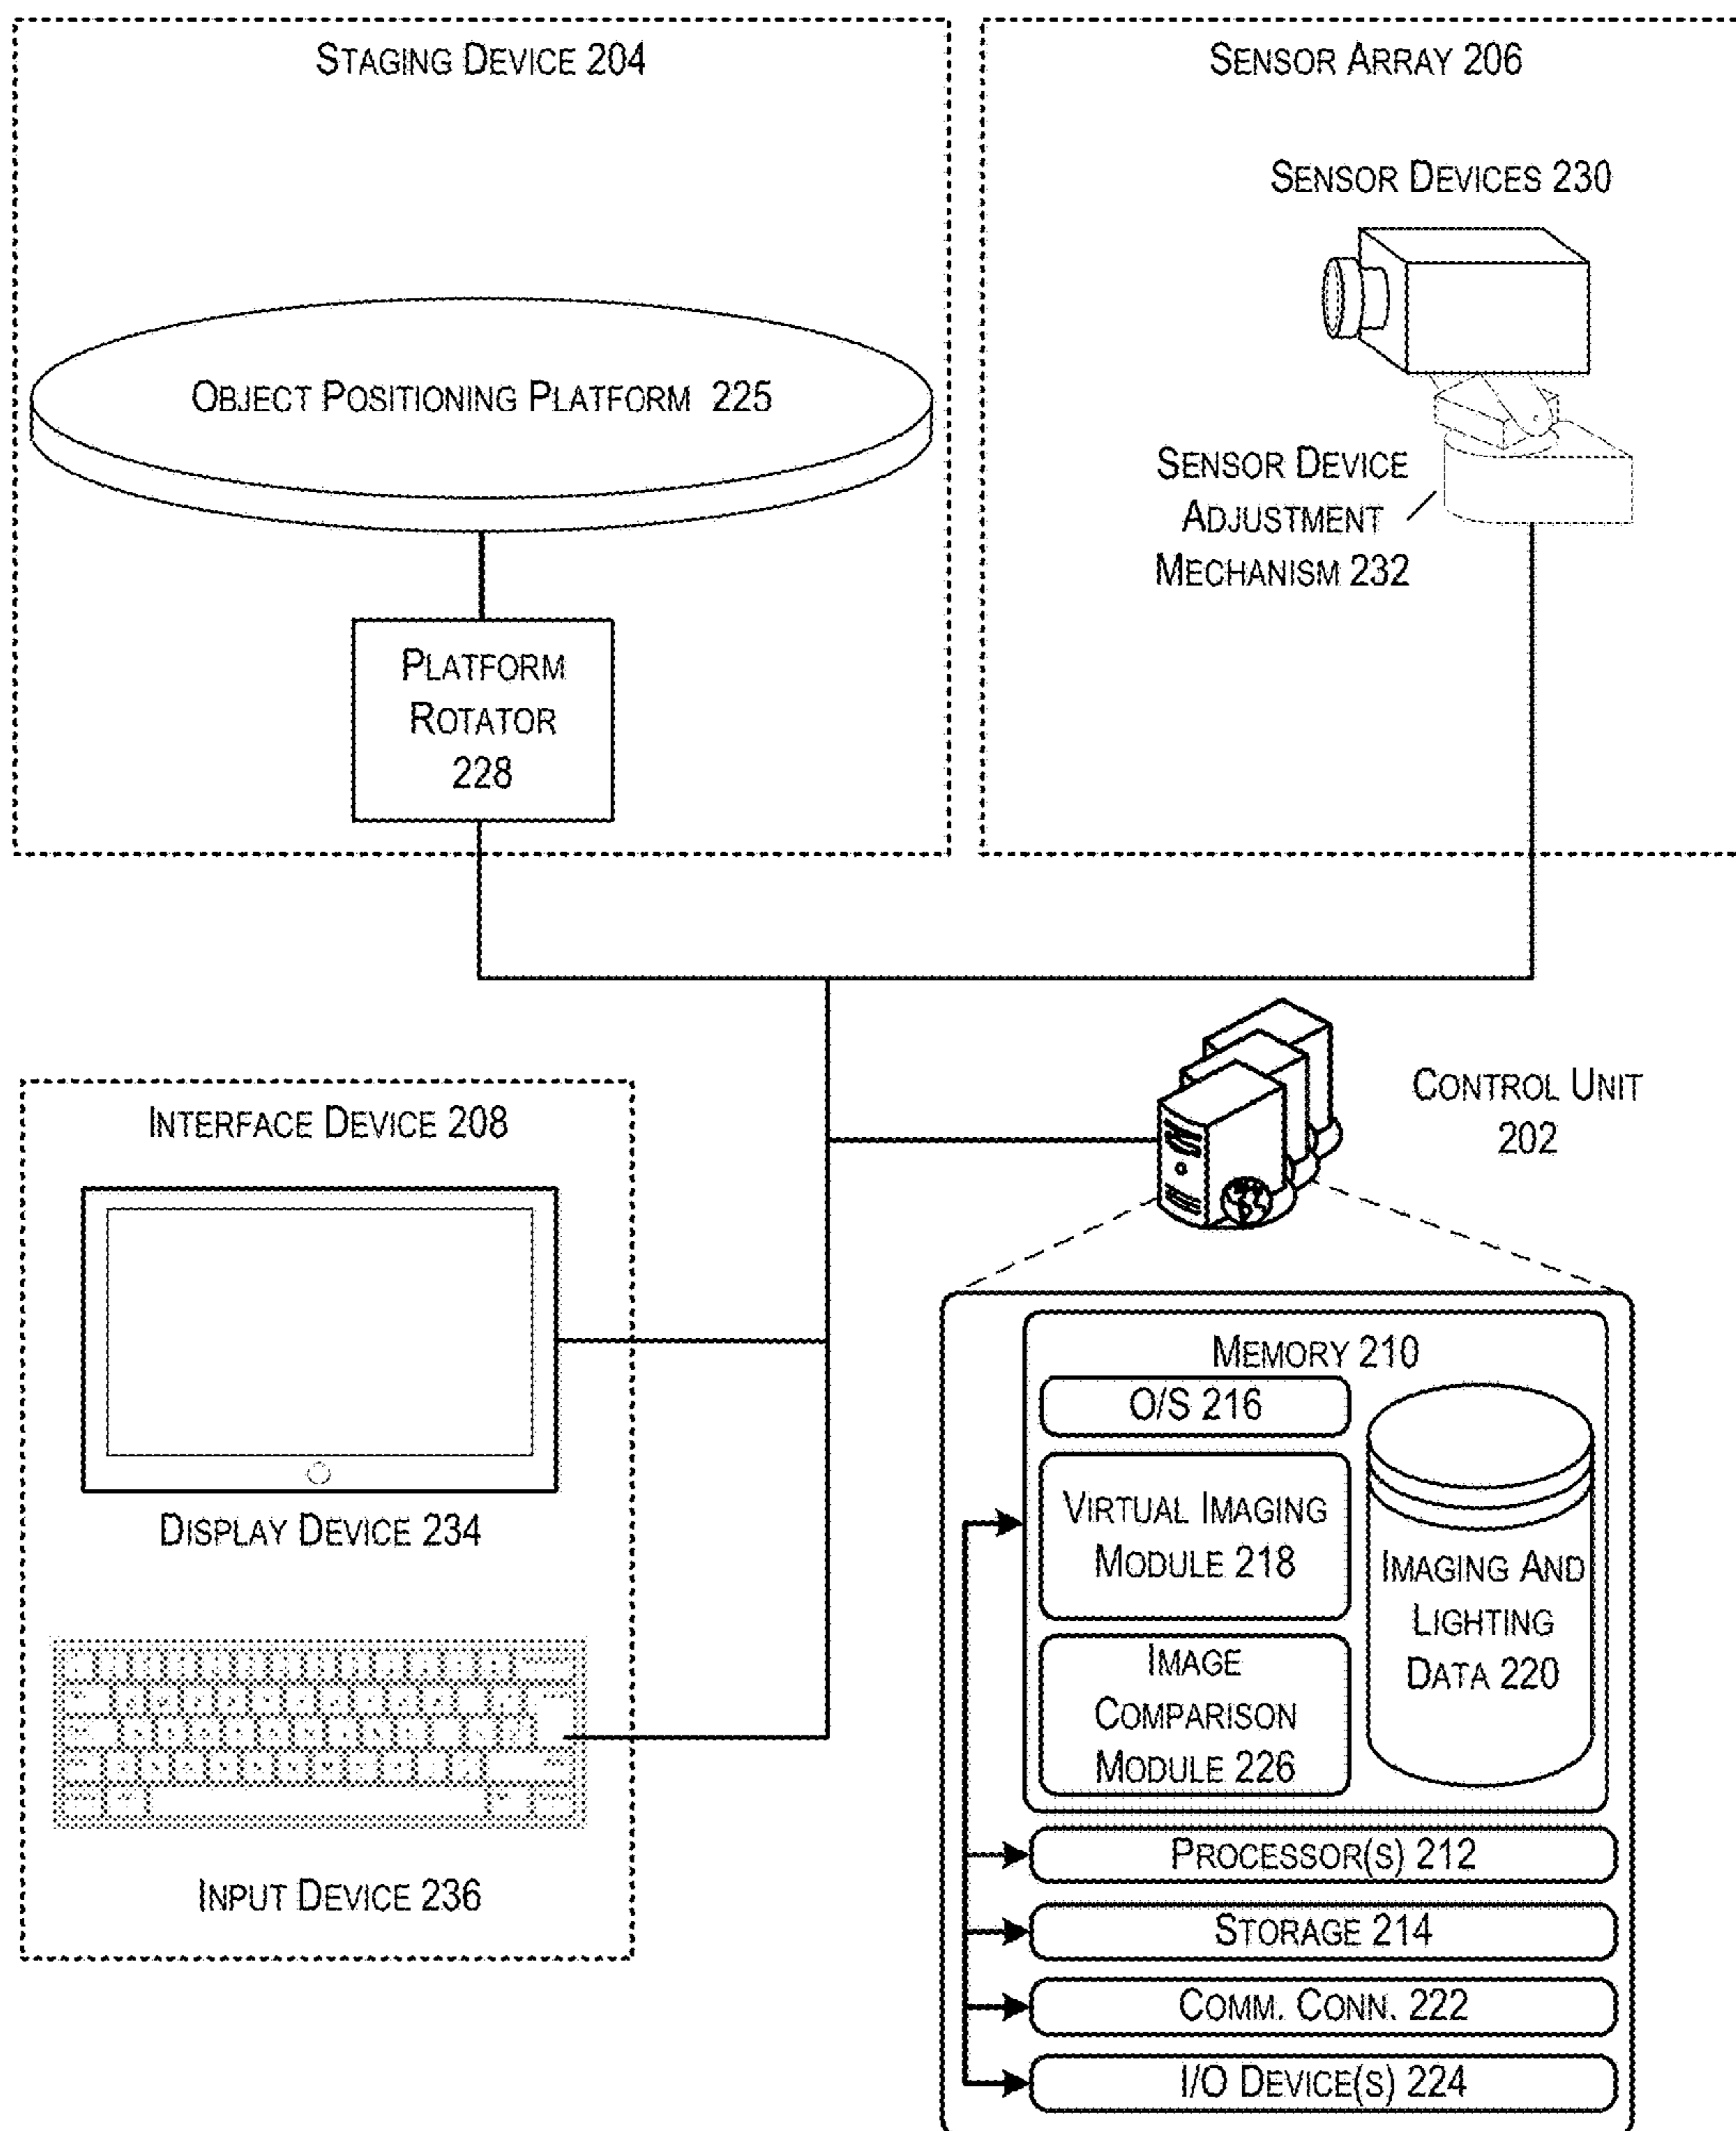 STAGING DEVICE 204
OBJECT POSITIONING PLATFORM 225
PLATFORM
ROTATOR
228
SENSOR ARRAY 206
SENSOR DEVICES 230
SENSOR DEVICE
ADJUSTMENT
MECHANISM 232
INTERFACE DEVICE 208
DISPLAY DEVICE 234
INPUT DEVICE 236
CONTROL UNIT
202
MEMORY 210
O/S 216
VIRTUAL IMAGING
MODULE 218
IMAGE
COMPARISON
MODULE 226
IMAGING AND
LIGHTING
DATA 220
PROCESSOR(S) 212
STORAGE 214
COMM. CONN. 222
I/O DEVICE(S) 224